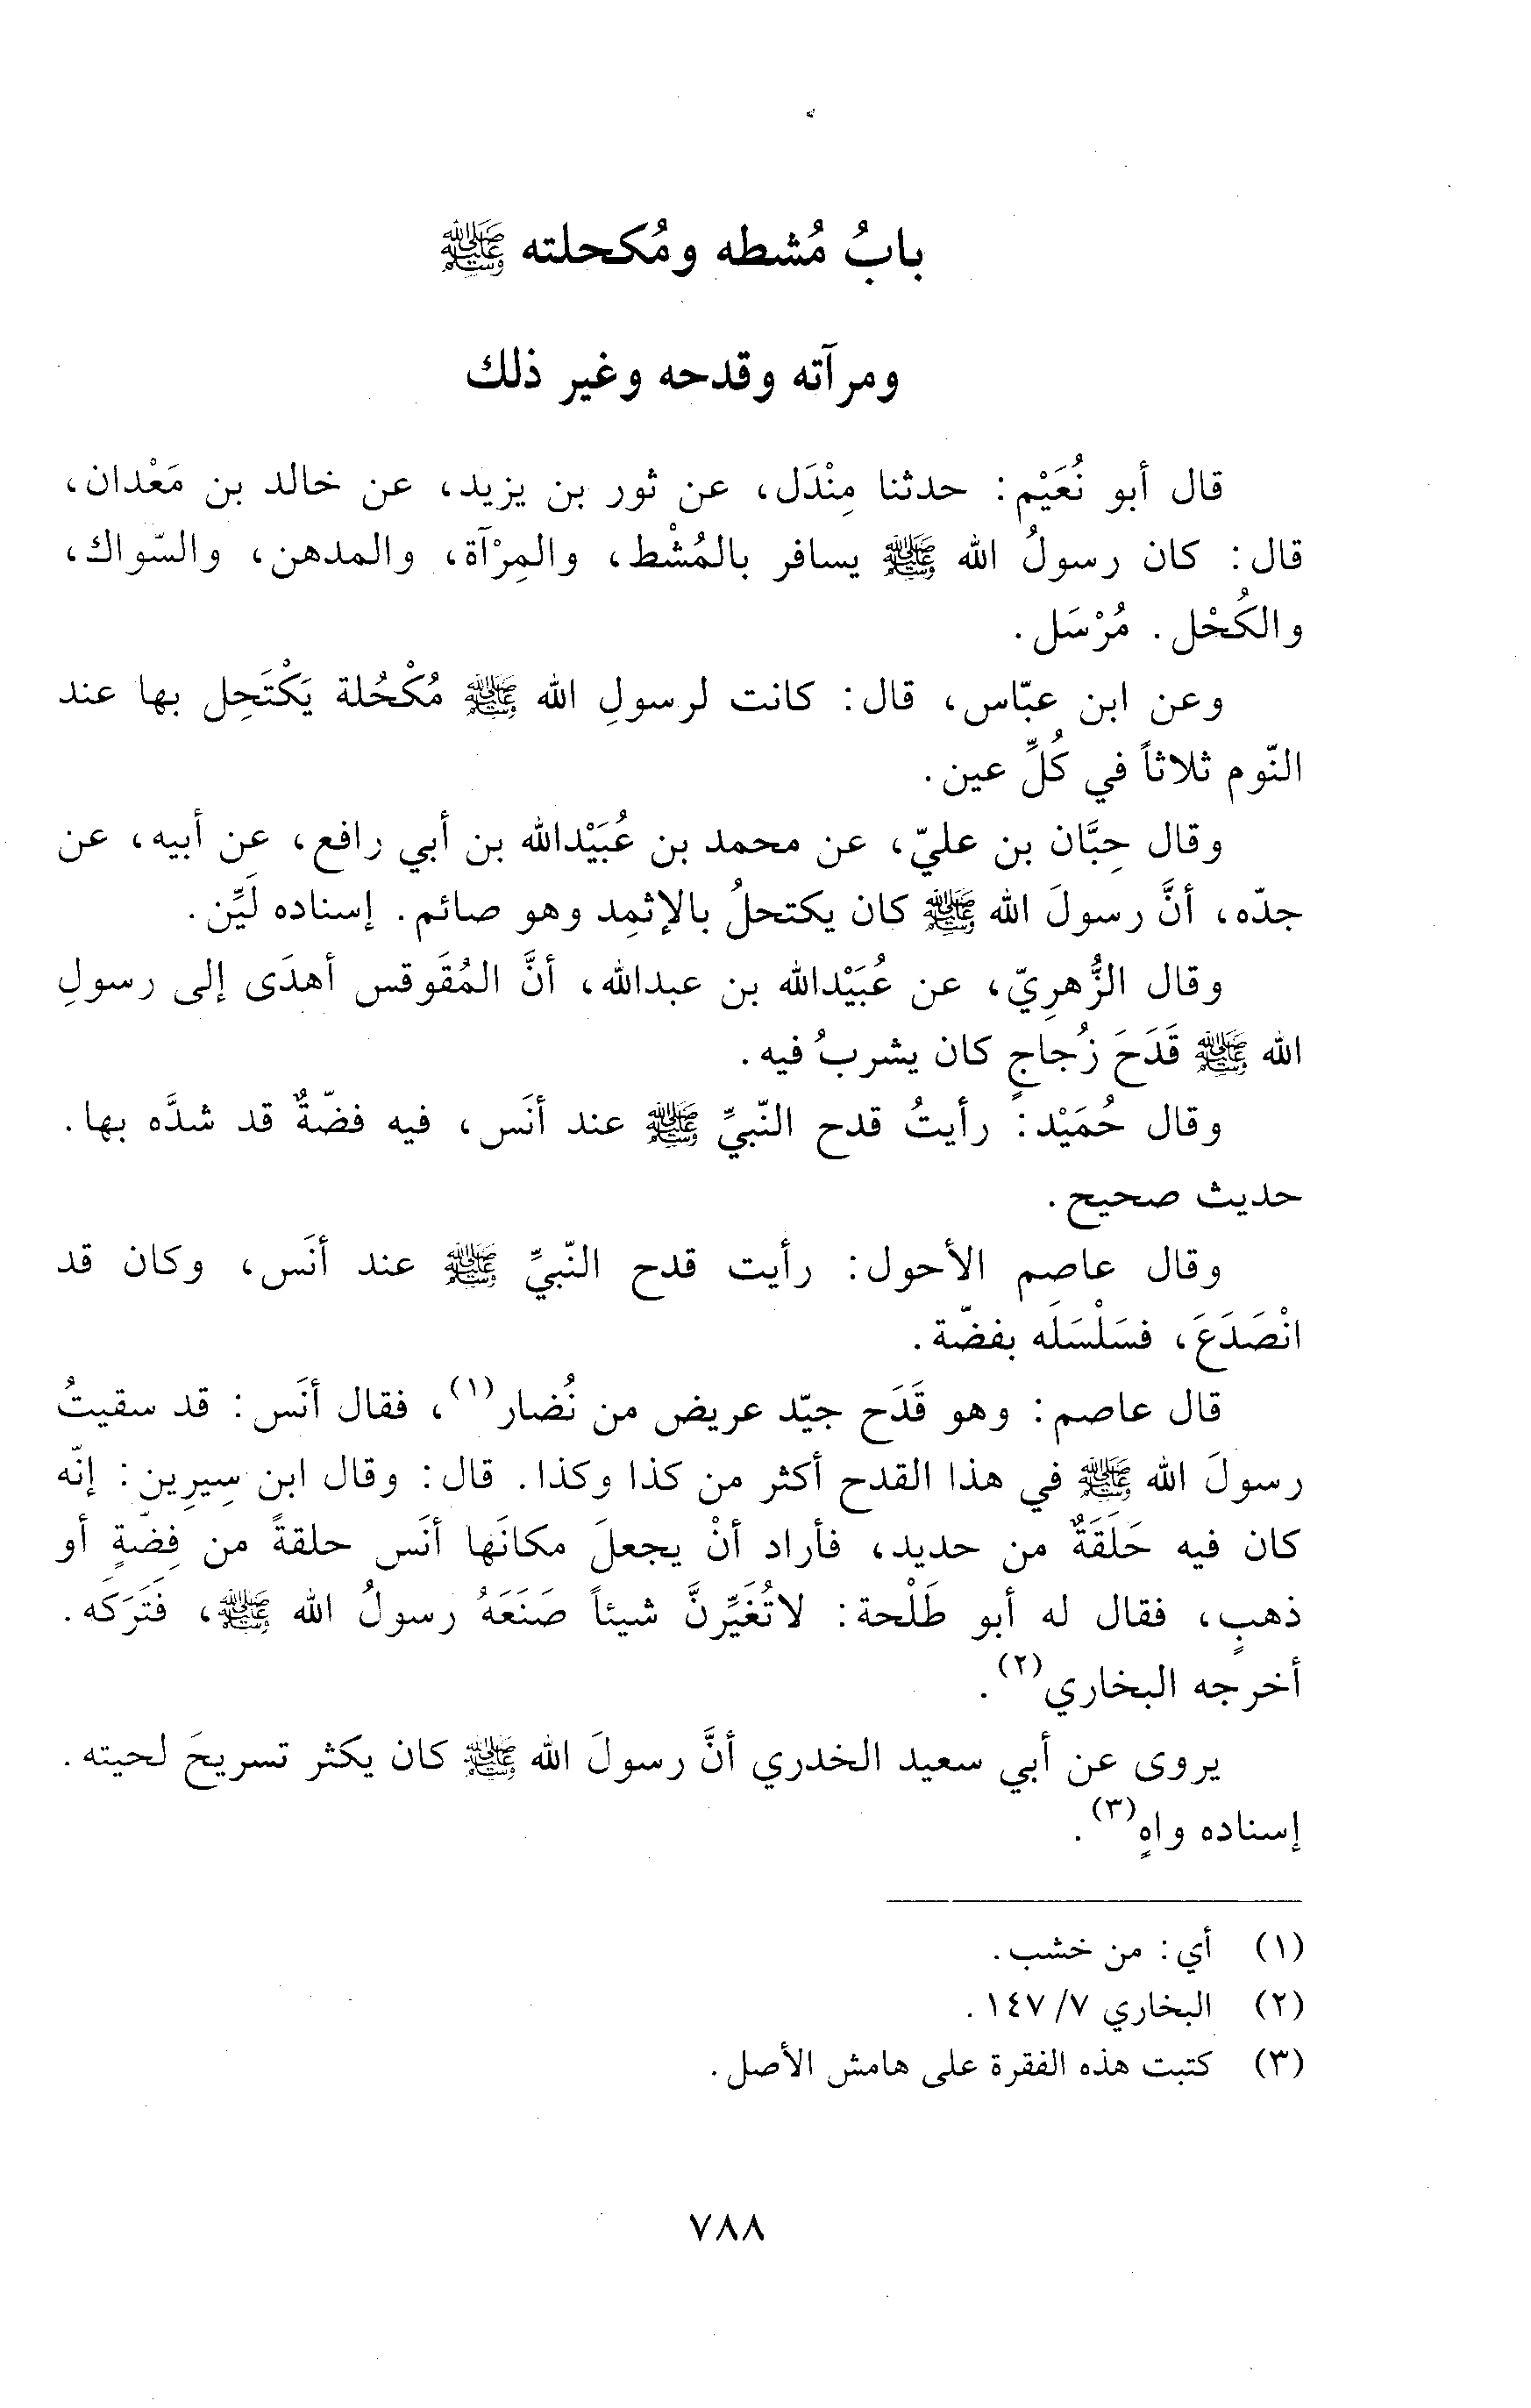 بابُ مُشطه ومُكحلته ﷺ
ومرآته وقدحه وغير ذلك
قال أبو نُعَيْم: حدثنا مِنْدَل، عن ثور بن يزيد، عن خالد بن مَعْدان،
قال: كان رسولُ الله ﷺ يسافر بالمُشْط، والمِرْآة، والمدهن، والسّواك،
والكُحْل. مُرْسَل.
وعن ابن عبّاس، قال: كانت لرسولِ الله ﷺ مُكْحُلة يَكْتَحِل بها عند
النّوم ثلاثاً في كُلِّ عين.
وقال حِبَّان بن عليّ، عن محمد بن عُبَيْدالله بن أبي رافع، عن أبيه، عن
جدّه، أنَّ رسولَ الله ﷺ كان يكتحلُ بالإثمِد وهو صائم. إسناده لَيِّن.
وقال الزُّهرِيّ، عن عُبَيْدالله بن عبدالله، أنَّ المُقَوقس أهدَى إلى رسولِ
الله ﷺ قَدَحَ زُجاجٍ كان يشربُ فيه.
وقال حُمَيْد: رأيتُ قدح النّبيِّ ﷺ عند أنَس، فيه فضّةٌ قد شدَّه بها.
حديث صحيح.
وقال عاصم الأحول: رأيت قدح النّبيِّ ﷺ عند أنَس، وكان قد
انْصَدَعَ، فسَلْسَلَه بفضّة.
قال عاصم: وهو قَدَح جيّد عريض من نُضار(١)، فقال أنَس: قد سقيتُ
رسولَ الله ﷺ في هذا القدح أكثر من كذا وكذا. قال: وقال ابن سِيرِين: إنّه
كان فيه حَلَقَةٌ من حديد، فأراد أنْ يجعلَ مكانَها أنَس حلقةً من فِضّةٍ أو
ذهبٍ، فقال له أبو طَلْحة: لاتُغَيِّرنَّ شيئاً صَنَعَهُ رسولُ الله ﷺ، فَتَرَكَه.
أخرجه البخاري(٢).
يروى عن أبي سعيد الخدري أنَّ رسولَ الله ﷺ كان يكثر تسريحَ لحيته.
إسناده واهٍ(٣).
(١) أي: من خشب.
(٢) البخاري ٧/ ١٤٧.
(٣) كتبت هذه الفقرة على هامش الأصل.
٧٨٨